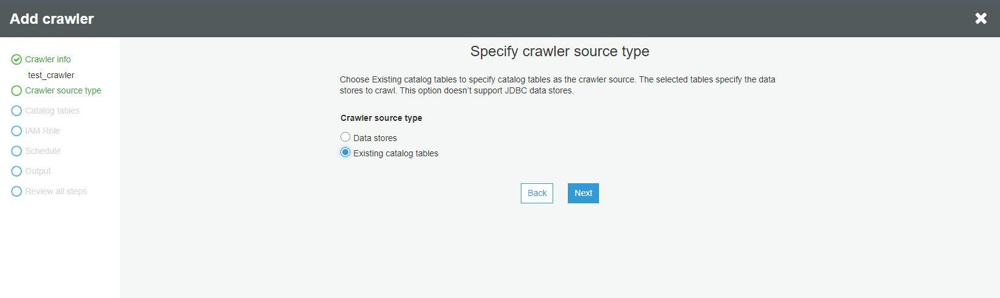 Add crawler
Crawler info
test_crawler
Crawler source type
Catalog tables
IAM Role
Schedule
Output
Review all steps
Specify crawler source type
Choose Existing catalog tables to specify catalog tables as the crawler source. The selected tables specify the data
stores to crawl. This option doesn't support JDBC data stores.
Crawler source type
Data stores
Existing catalog tables
Back
Next